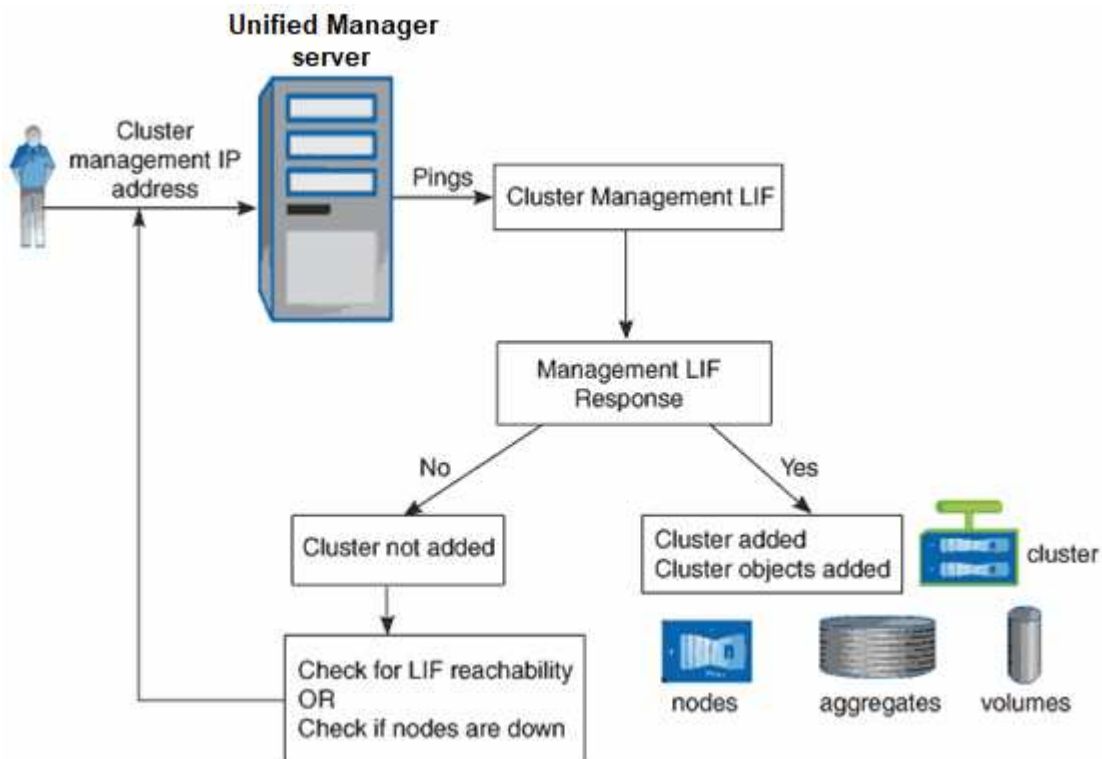 Unified Manager
server
Cluster
management IP
address
Pings
Cluster Management LIF
Management LIF
Response
No
Yes
Cluster not added
Cluster added
Cluster objects added
cluster
Check for LIF reachability
OR
Check if nodes are down
nodes
aggregates
volumes